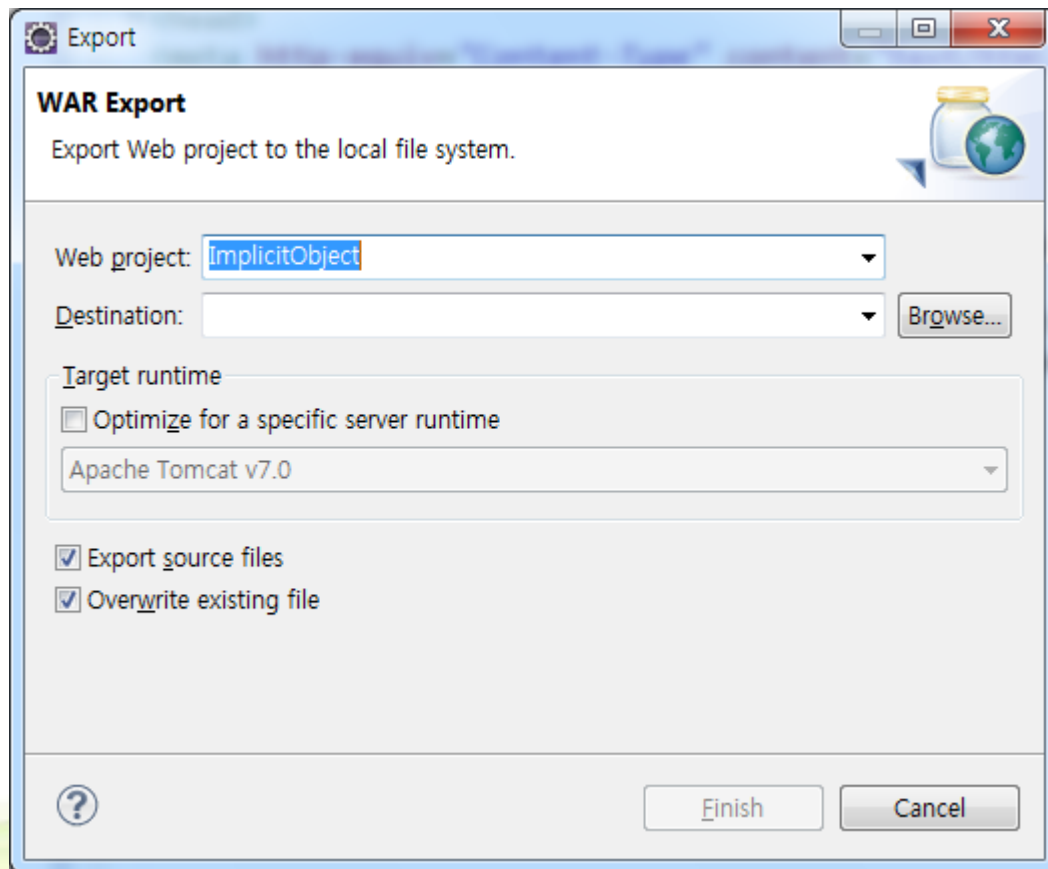 Export
WAR Export
Export Web project to the local file system.
Web project: ImplicitObject
Destination:
Browse...
Target runtime
Optimize for a specific server runtime
Apache Tomcat v7.0
Export source files
Overwrite existing file
?
Finish
Cancel